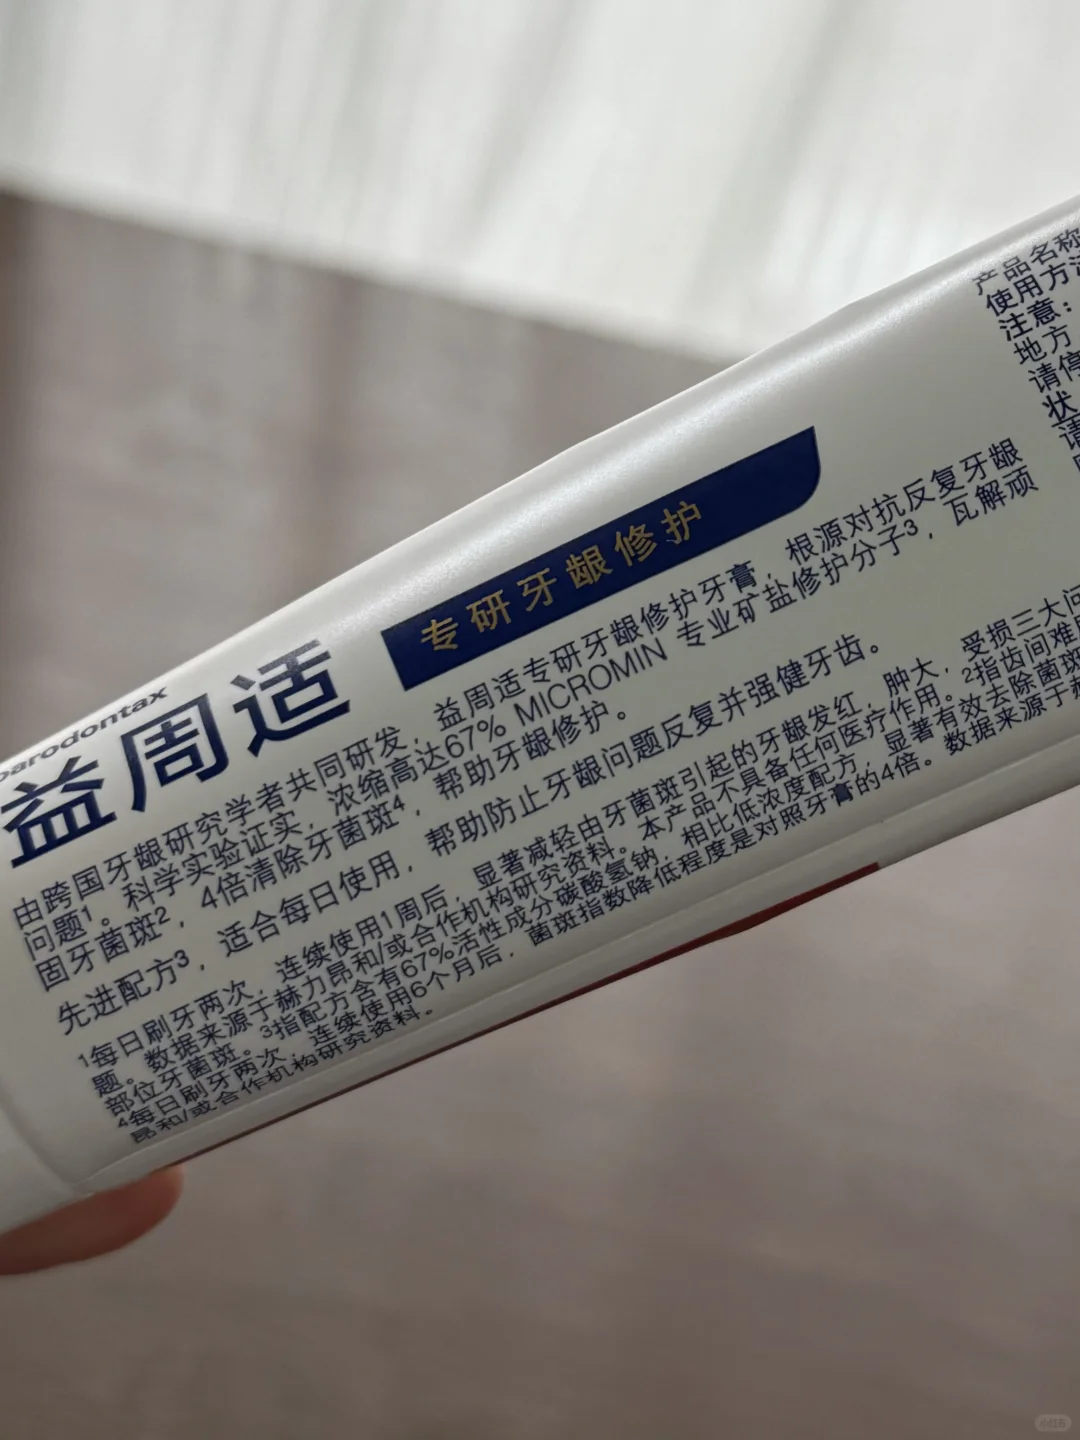 parodontax
益周适
专研牙龈修护
由跨国牙龈研究学者共同研发，益周适专研牙龈修护牙膏，根源对抗反复牙龈
问题1。科学实验证实，浓缩高达67% MICROMIN 专业矿盐修护分子3，瓦解顽
固牙菌斑2，4倍清除牙菌斑4，帮助牙龈修护。
先进配方3，适合每日使用，帮助防止牙龈问题反复并强健牙齿。
1每日刷牙两次，连续使用1周后，显著减轻由牙菌斑引起的牙龈发红，肿大，受损三大问
题。数据来源于赫力昂和/或合作机构研究资料。本产品不具备任何医疗作用。2指齿间难
部位牙菌斑。3指配方含有67%活性成分碳酸氢钠，相比低浓度配方，显著有效去除菌斑
4每日刷牙两次，连续使用6个月后，菌斑指数降低程度是对照牙膏的4倍。数据来源于赫
昂和/或合作机构研究资料。
产品名称
使用方
注意：
地方
请停
状
请
小红书